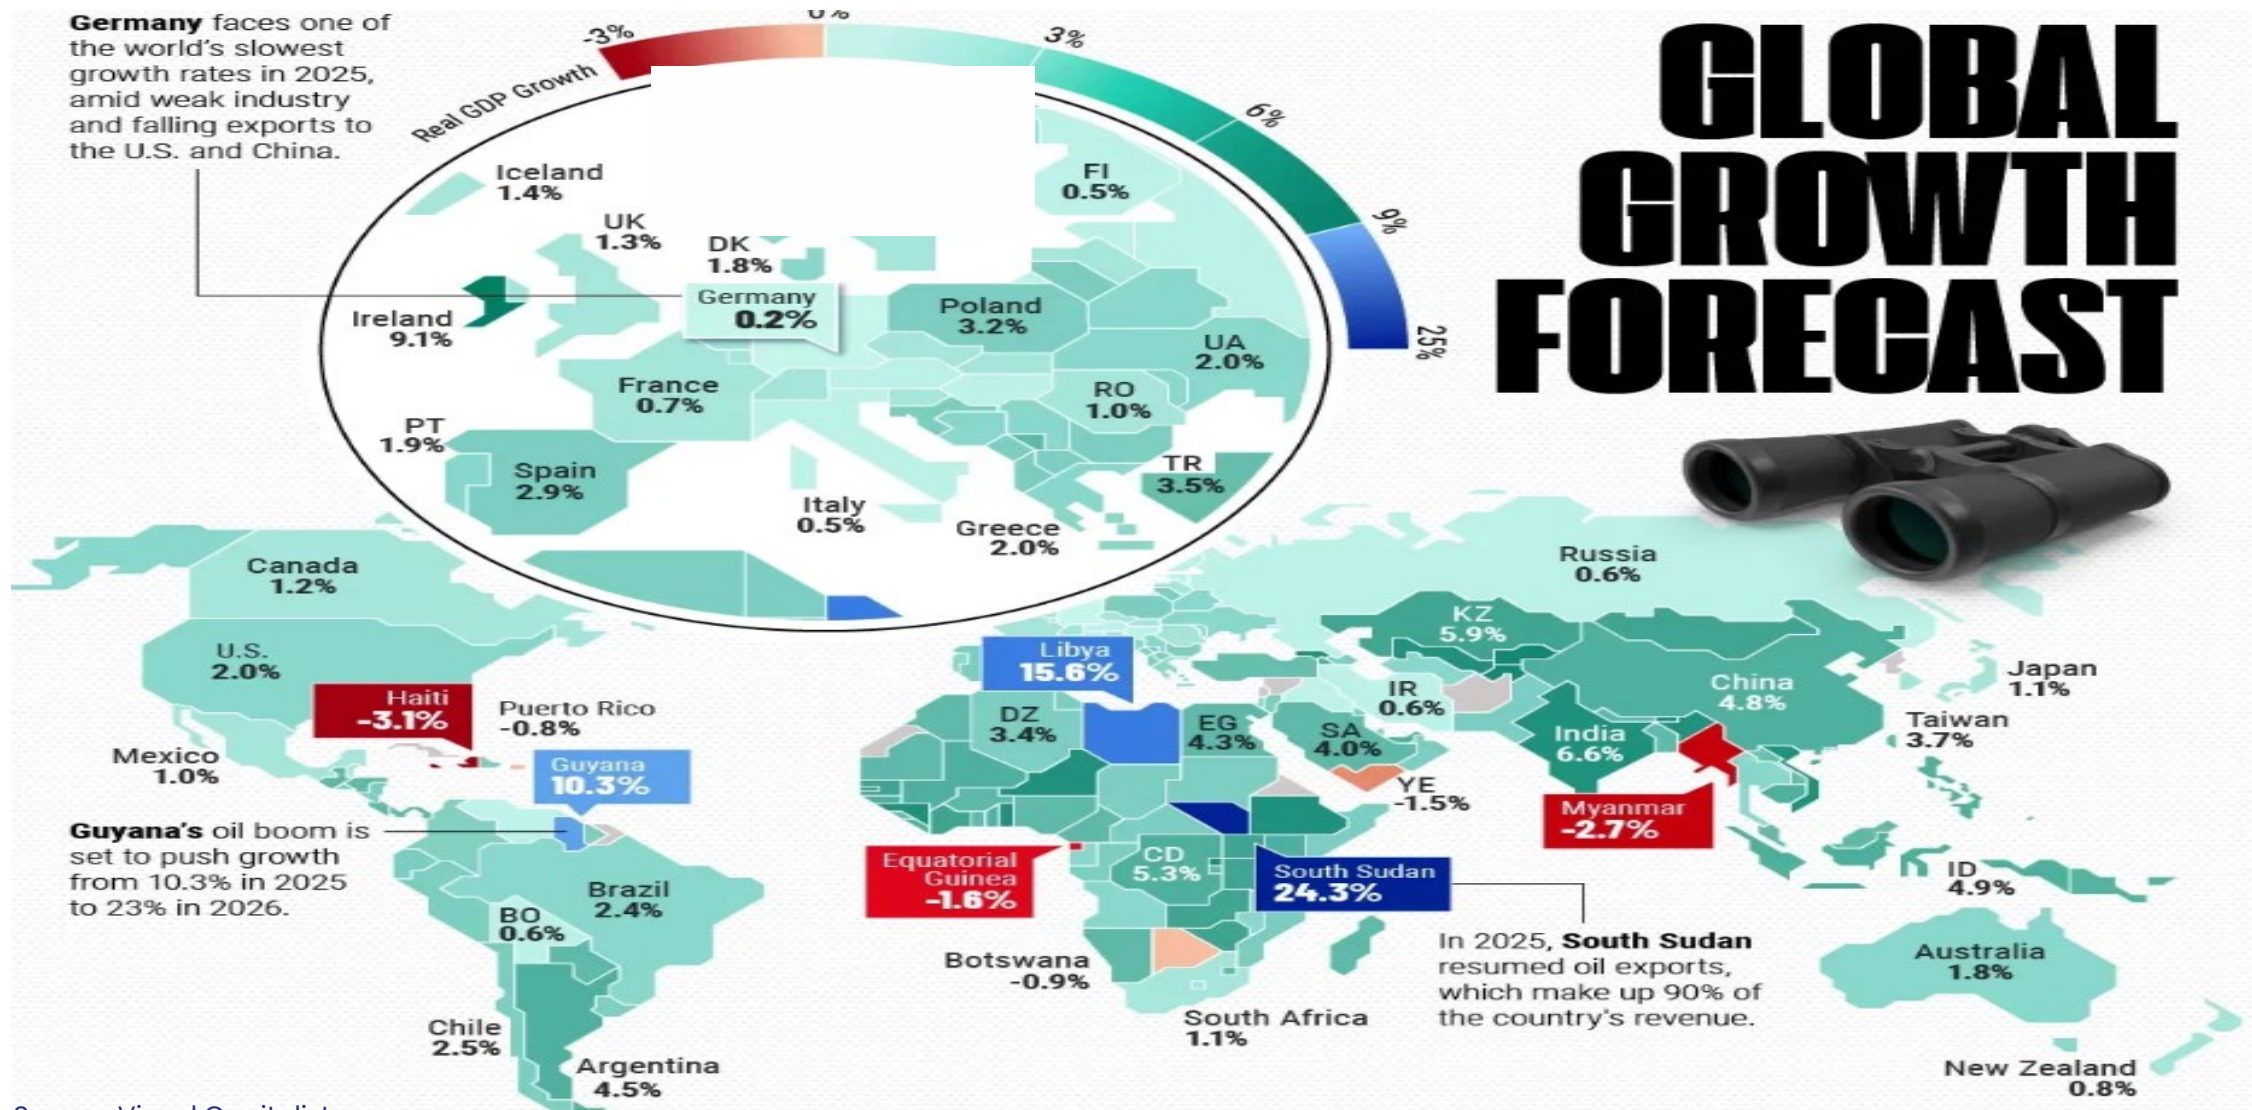 Germany faces one of
the world's slowest
growth rates in 2025,
amid weak industry
and falling exports to
the U.S. and China.
GLOBAL
GROWTH
FORECAST
Real GDP Growth
-3%
0%
3%
6%
9%
25%
Iceland
1.4%
FI
0.5%
UK
1.3%
DK
1.8%
Germany
0.2%
Poland
3.2%
Ireland
9.1%
UA
2.0%
France
0.7%
RO
1.0%
PT
1.9%
Spain
2.9%
TR
3.5%
Italy
0.5%
Greece
2.0%
Canada
1.2%
Russia
0.6%
U.S.
2.0%
KZ
5.9%
Libya
15.6%
Haiti
-3.1%
Puerto Rico
-0.8%
IR
0.6%
China
4.8%
Japan
1.1%
DZ
3.4%
EG
4.3%
SA
4.0%
India
6.6%
Taiwan
3.7%
Mexico
1.0%
Guyana
10.3%
YE
-1.5%
Myanmar
-2.7%
Guyana's oil boom is
set to push growth
from 10.3% in 2025
to 23% in 2026.
Equatorial
Guinea
-1.6%
CD
5.3%
South Sudan
24.3%
ID
4.9%
Brazil
2.4%
BO
0.6%
Botswana
-0.9%
In 2025, South Sudan
resumed oil exports,
which make up 90% of
the country's revenue.
Australia
1.8%
South Africa
1.1%
Chile
2.5%
Argentina
4.5%
New Zealand
0.8%